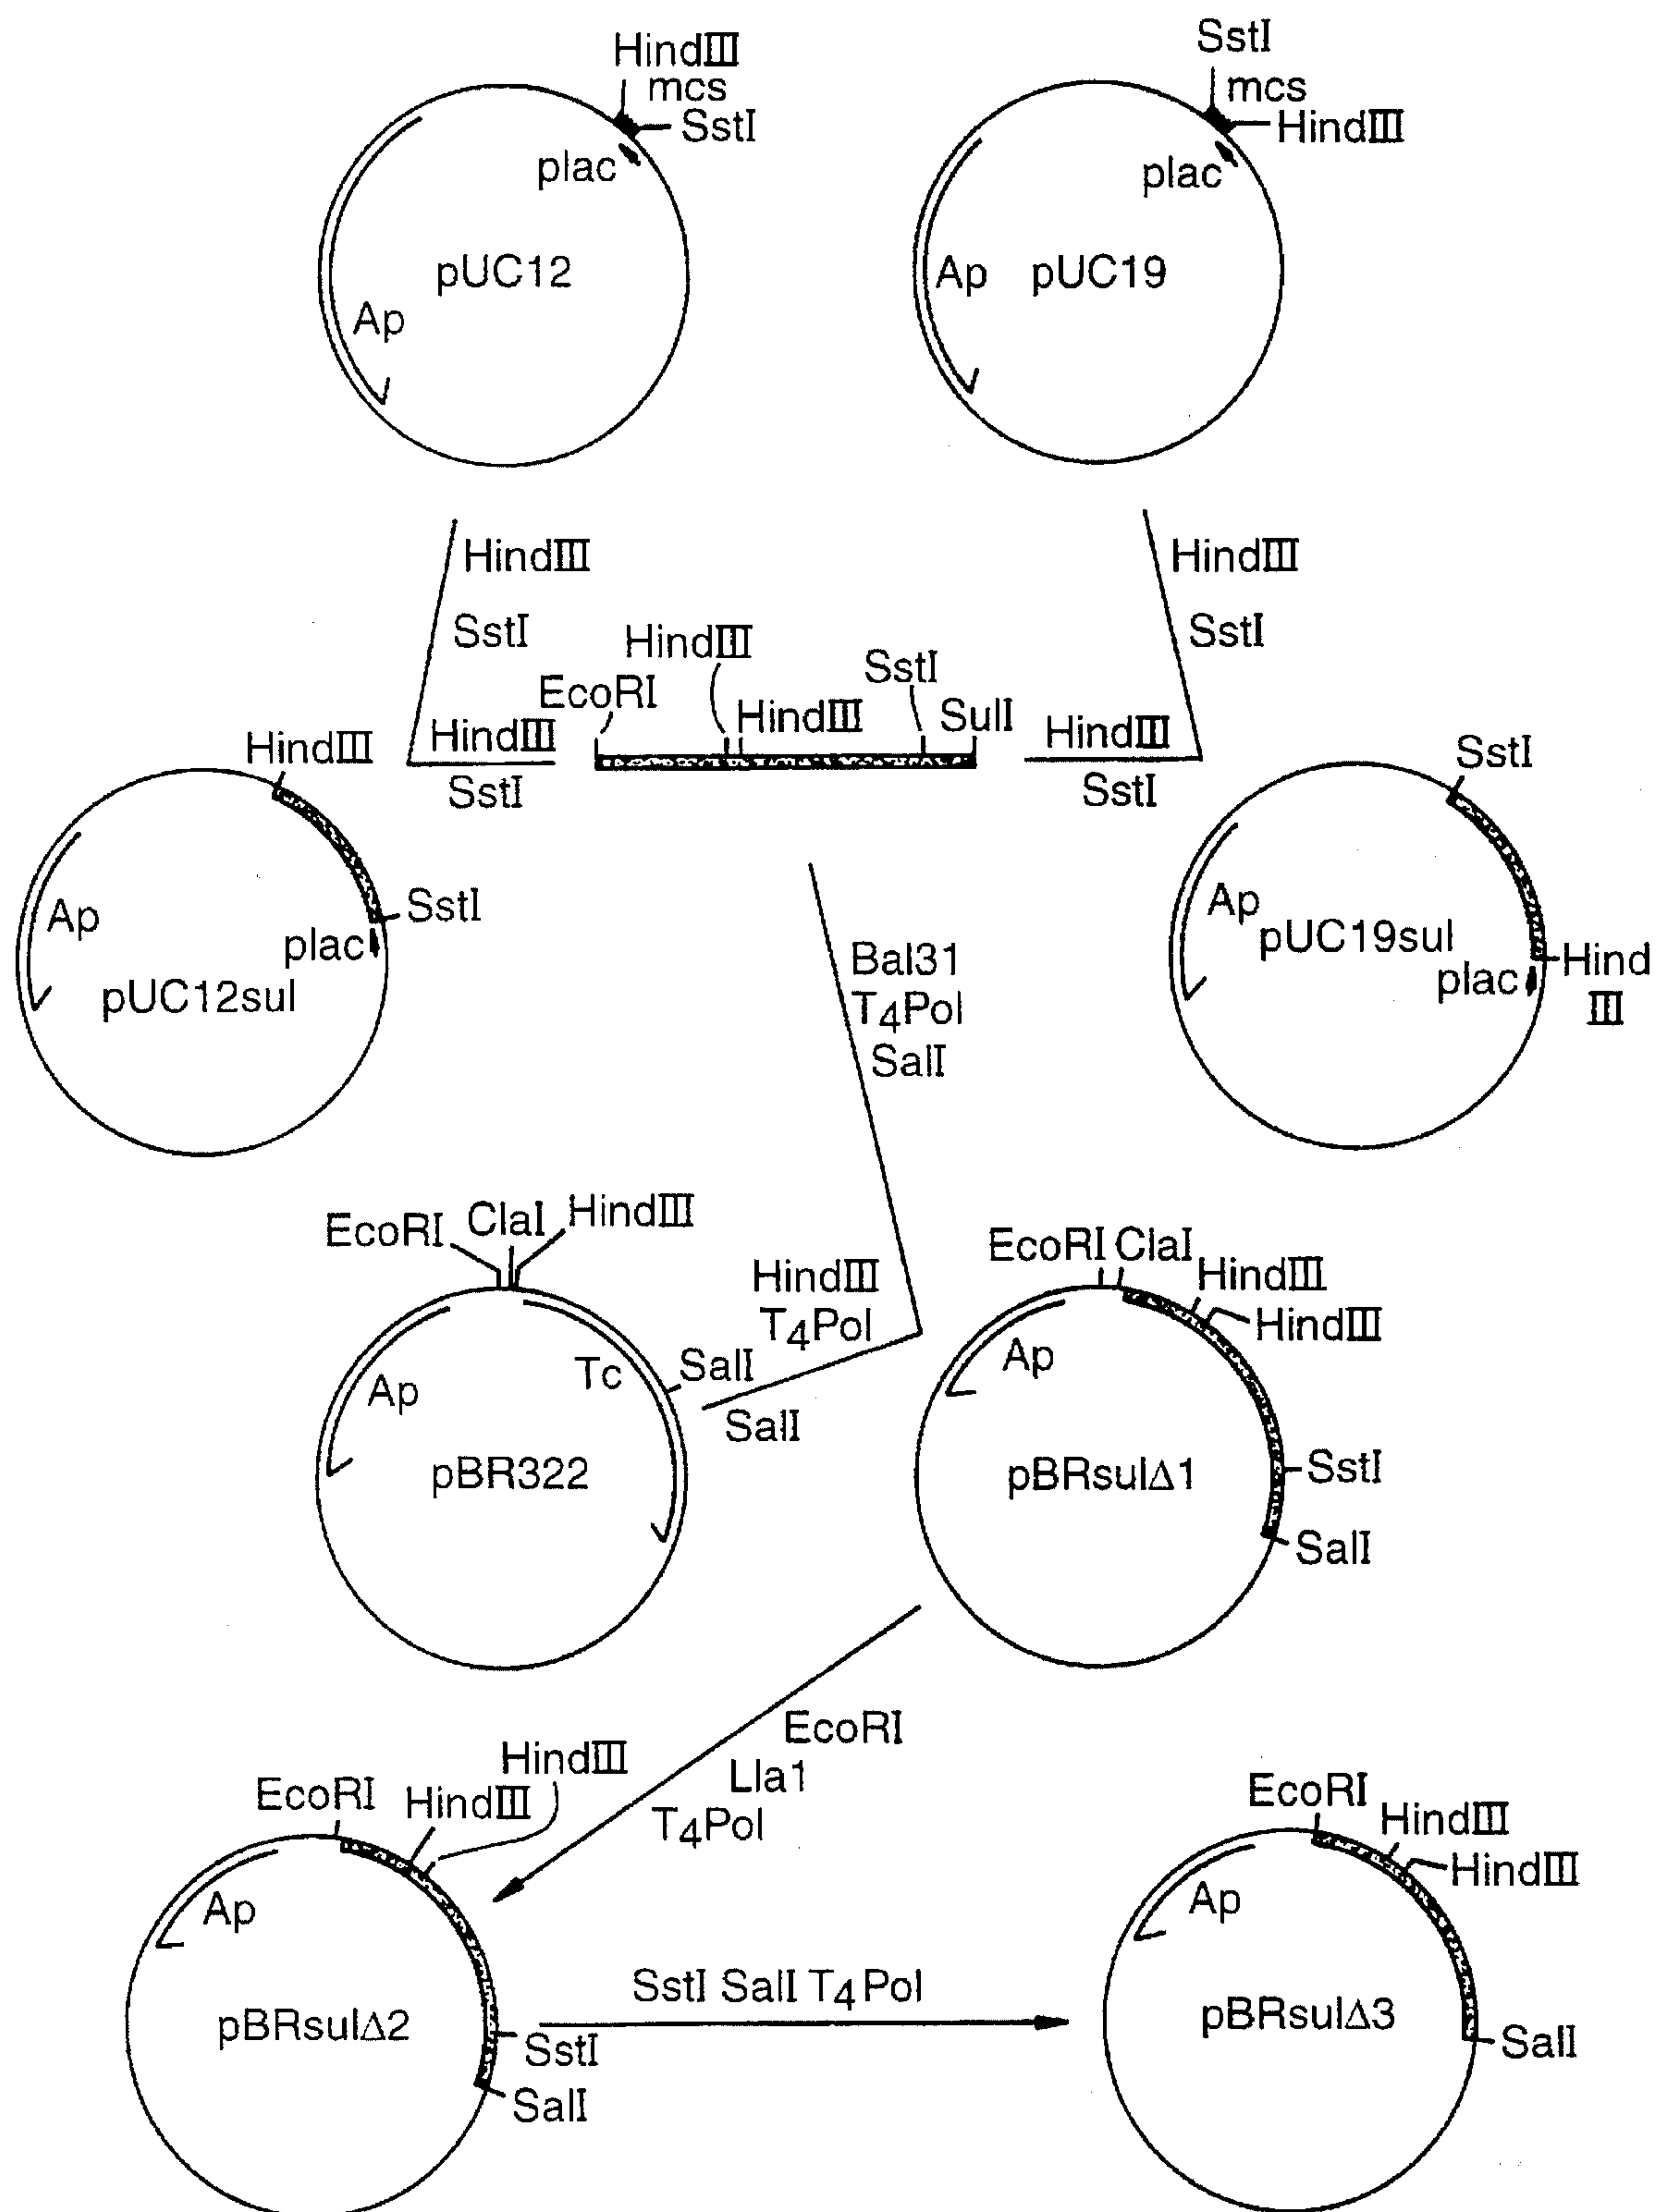 HindⅢ
mcs
SstI
plac
pUC12
Ap
SstI
mcs
HindⅢ
plac
Ap
pUC19
HindⅢ
SstI
HindⅢ
SstI
HindⅢ
EcoRI
HindⅢ
SstI
SulI
HindⅢ
SstI
HindⅢ
SstI
HindⅢ
SstI
plac
Ap
pUC12sul
SstI
Ap
pUC19sul
plac
Hind
Ⅲ
Bal31
T4Pol
SalI
EcoRI
ClaI
HindⅢ
Ap
Tc
SalI
pBR322
HindⅢ
T4Pol
SalI
EcoRI
ClaI
HindⅢ
HindⅢ
Ap
pBRsulΔ1
SstI
SalI
EcoRI
Lla1
T4Pol
EcoRI
HindⅢ
HindⅢ
Ap
pBRsulΔ2
SstI
SalI
SstI SalI T4Pol
EcoRI
HindⅢ
HindⅢ
Ap
pBRsulΔ3
SalI